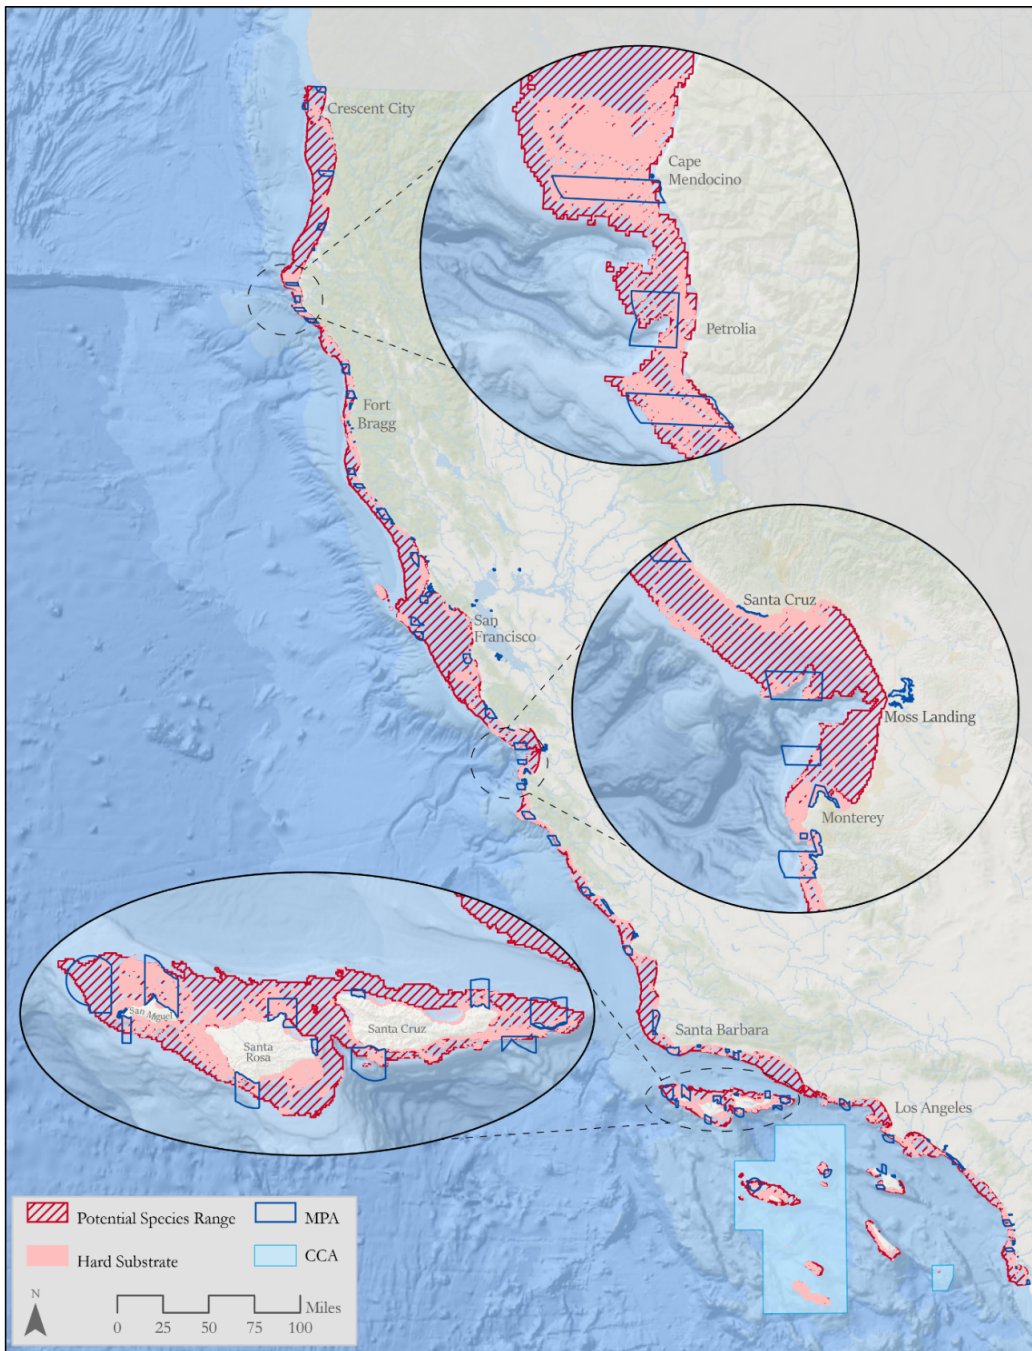 Crescent City
Cape
Mendocino
Petrolia
Fort
Bragg
San
Francisco
Santa Cruz
Moss Landing
Monterey
San Miguel
Santa
Rosa
Santa Cruz
Santa Barbara
Los Angeles
Potential Species Range
MPA
Hard Substrate
CCA
N
Miles
0 25 50 75 100